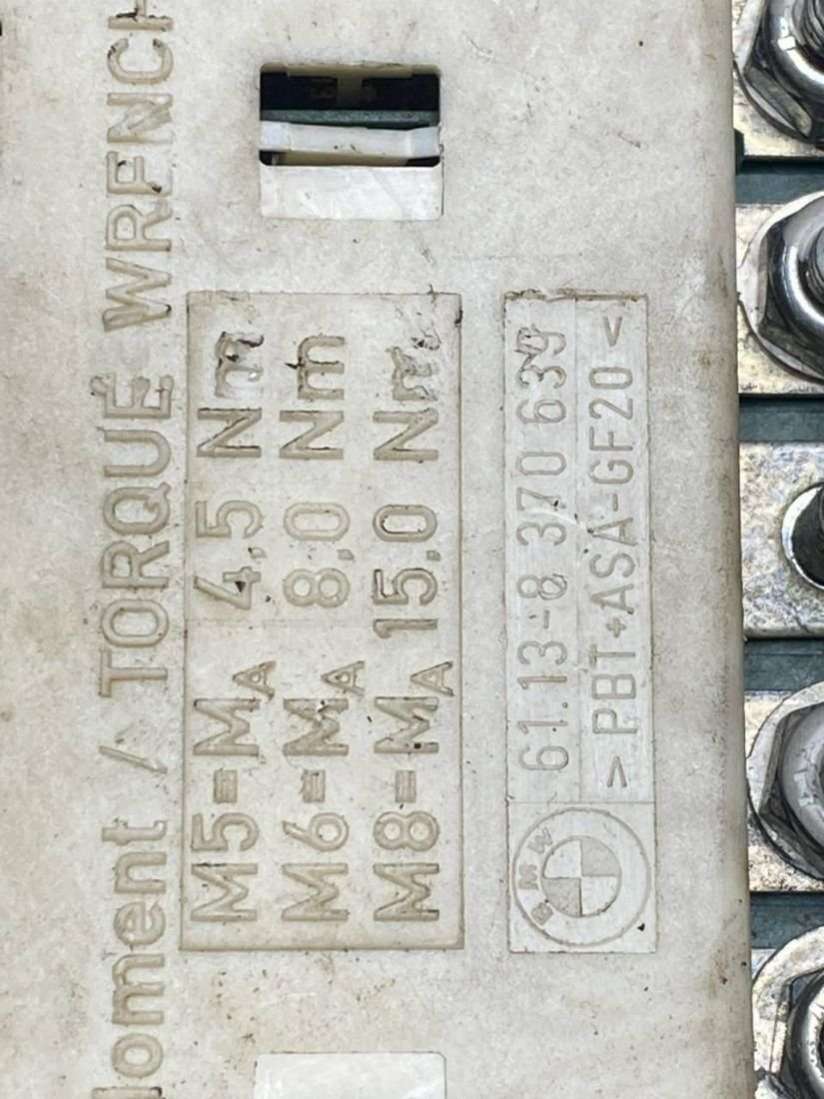 loment / TORQUE WRENCH
M5=MA 4,5 Nm
M6=MA 8,0 Nm
M8=MA 15,0 Nm
BMW
61.13-8 370 639
>PBT+ASA-GF20<